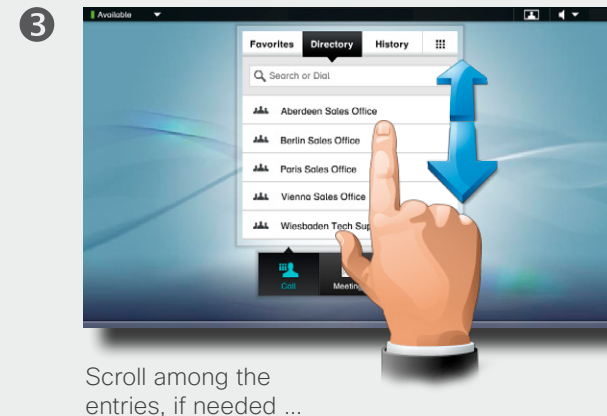 3
Available
Favorites Directory History
Search or Dial
Aberdeen Sales Office
Berlin Sales Office
Paris Sales Office
Vienna Sales Office
Wiesbaden Tech Sup
Call Meeting
Scroll among the
entries, if needed ...